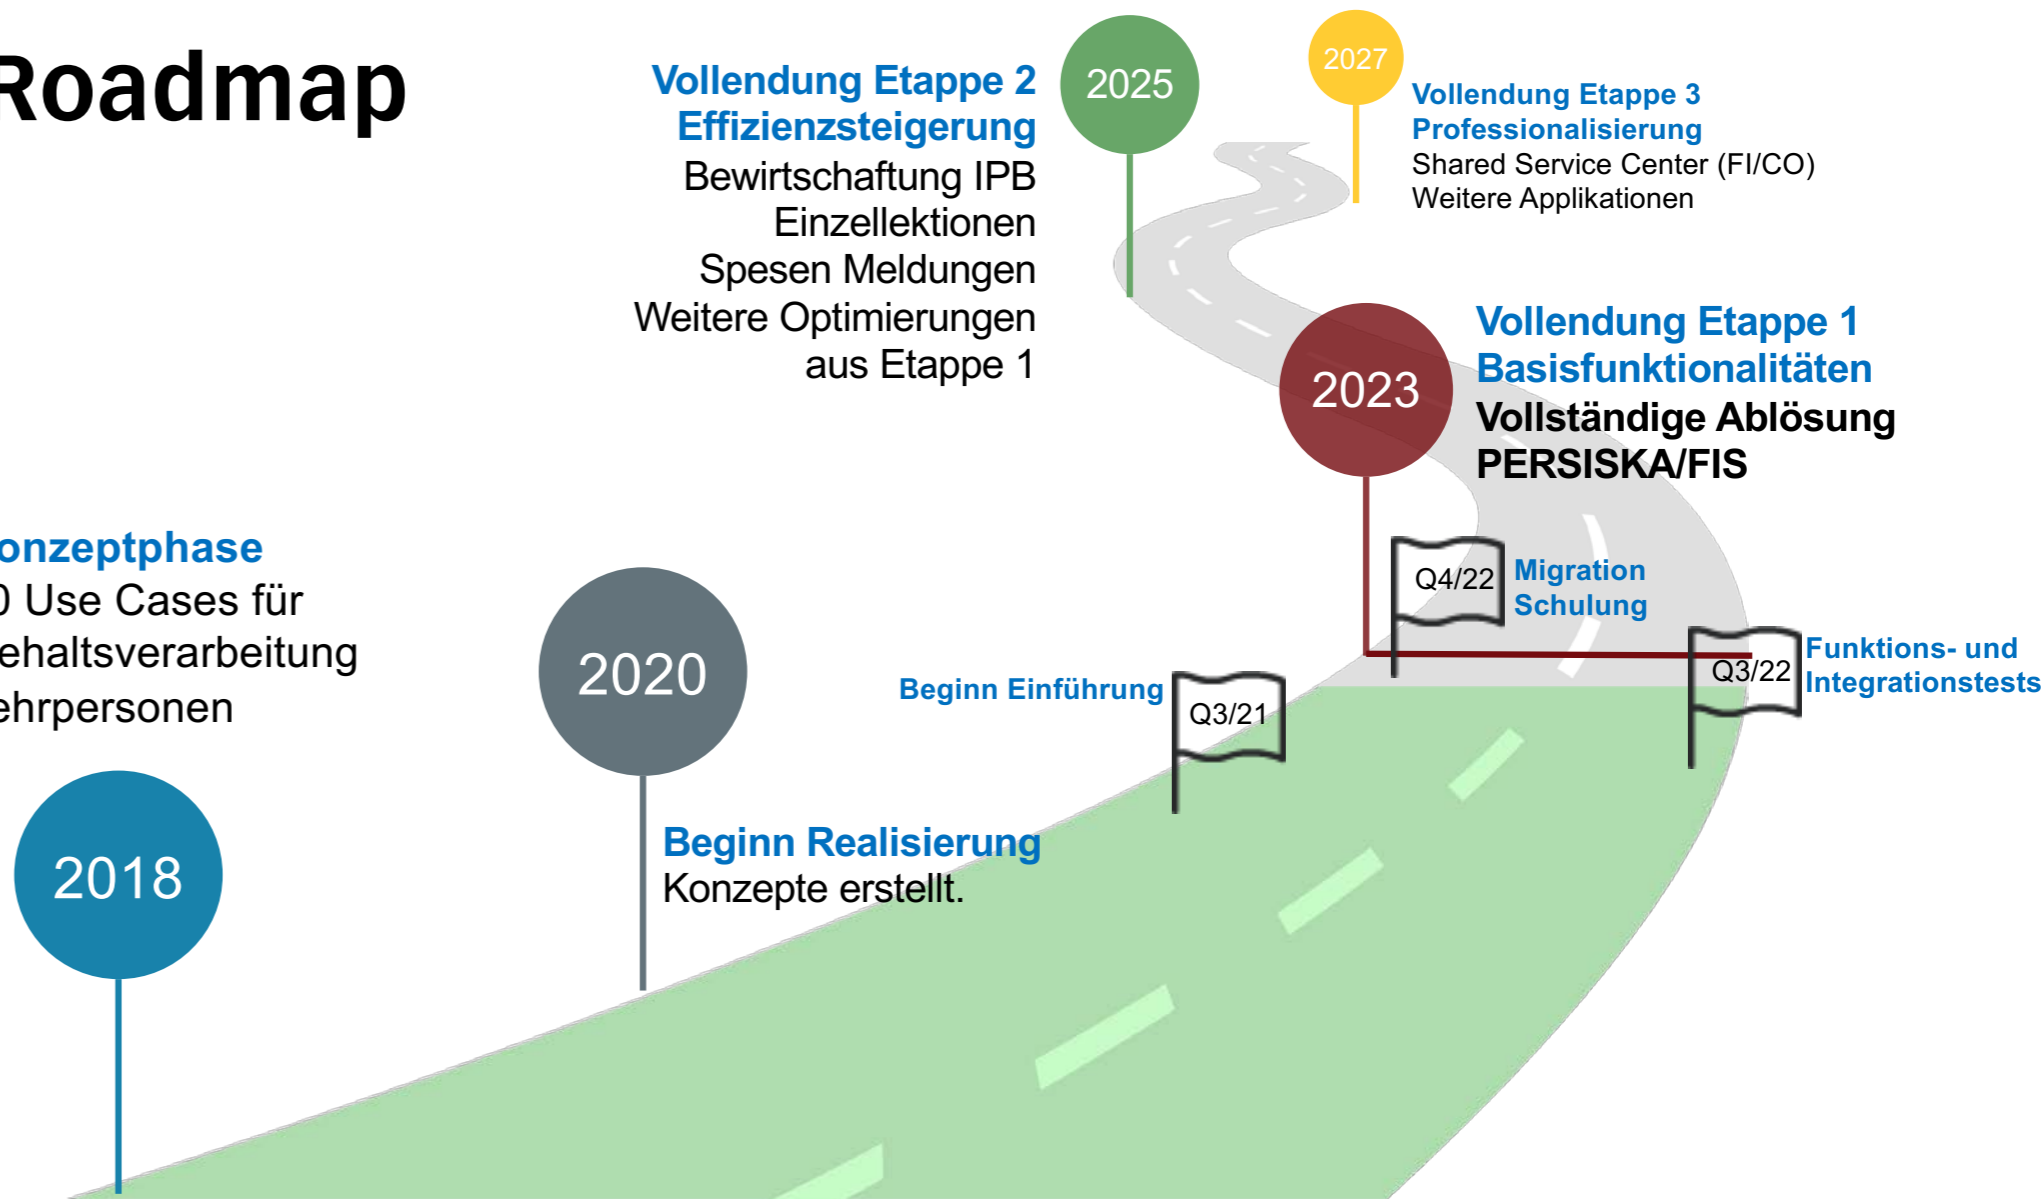 Roadmap
2025
Vollendung Etappe 2
Effizienzsteigerung
Bewirtschaftung IPB
Einzellektionen
Spesen Meldungen
Weitere Optimierungen
aus Etappe 1
2027
Vollendung Etappe 3
Professionalisierung
Shared Service Center (FI/CO)
Weitere Applikationen
2023
Vollendung Etappe 1
Basisfunktionalitäten
Vollständige Ablösung
PERSISKA/FIS
onzeptphase
0 Use Cases für
ehaltsverarbeitung
ehrpersonen
2018
2020
Beginn Realisierung
Konzepte erstellt.
Beginn Einführung
Q3/21
Q4/22
Migration
Schulung
Q3/22
Funktions- und
Integrationstests